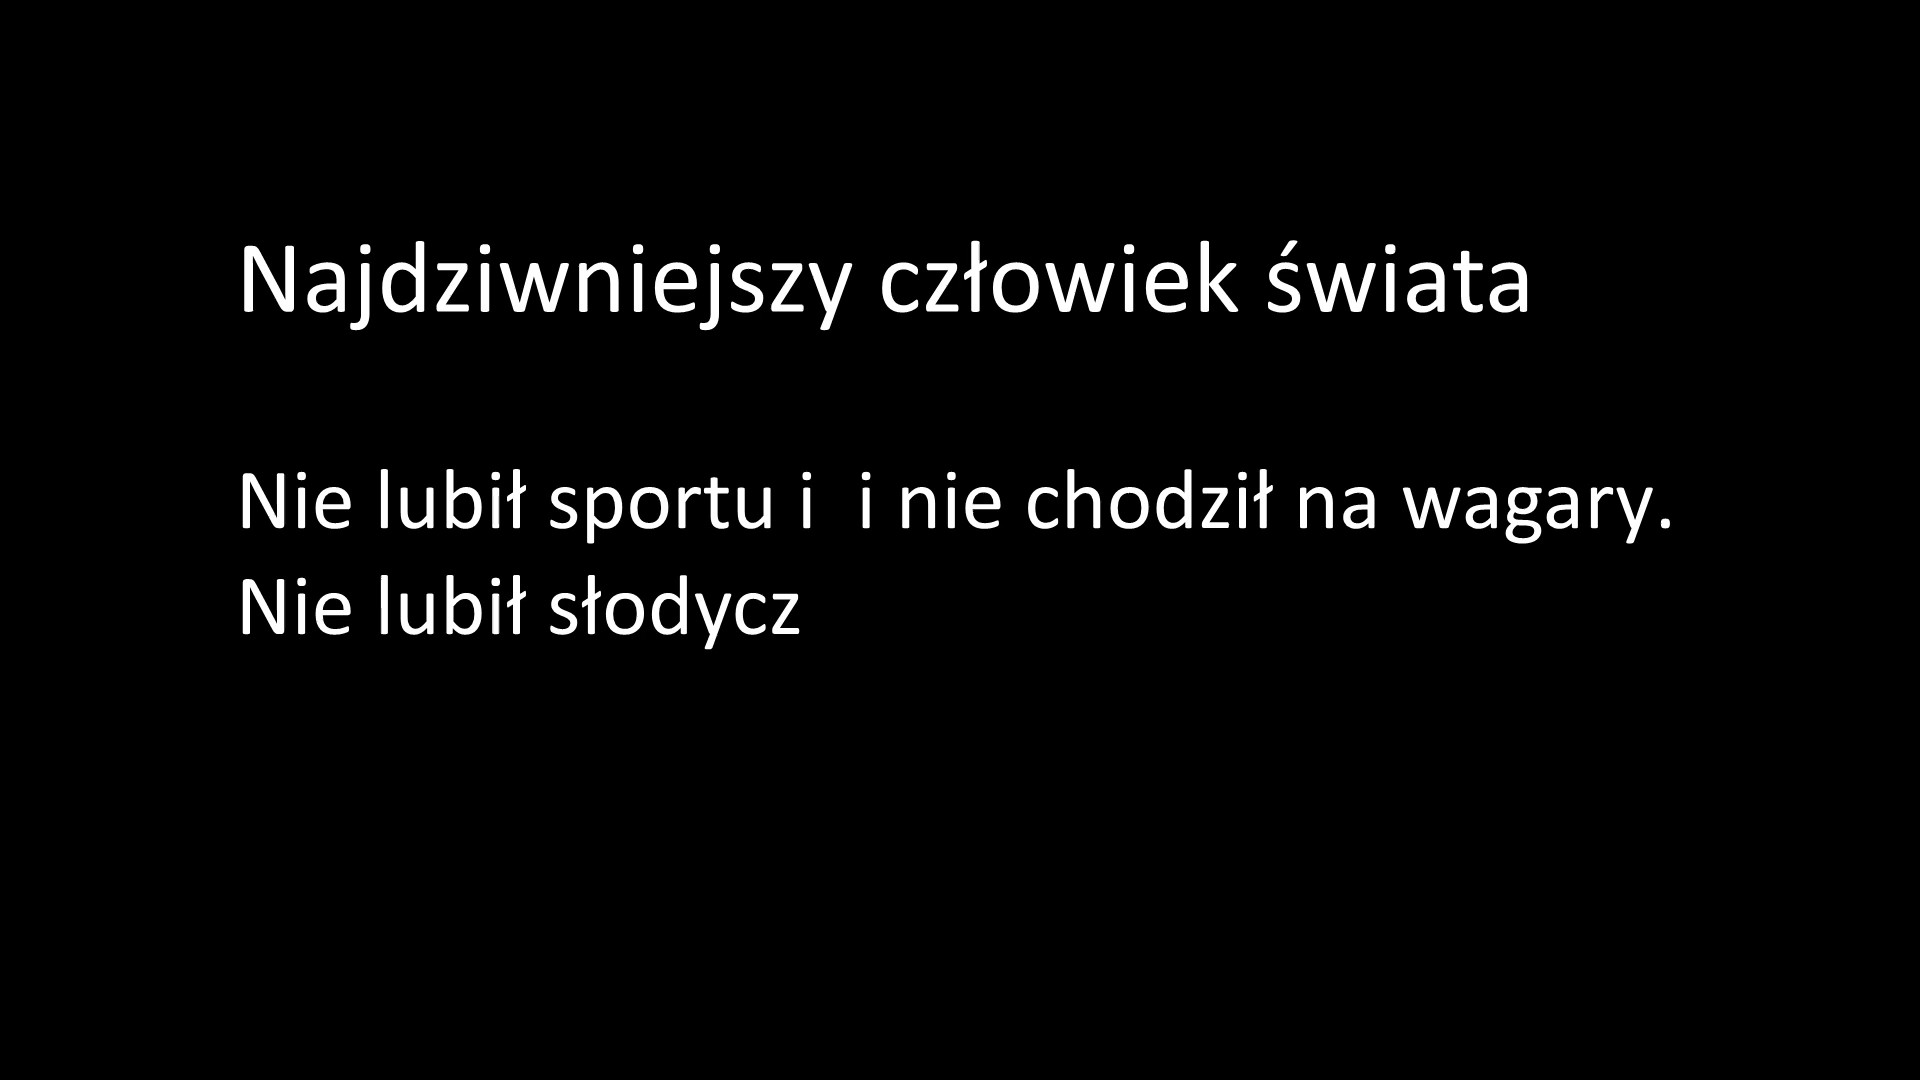 Najdziwniejszy człowiek świata
Nie lubił sportu i  i nie chodził na wagary.
Nie lubił słodycz